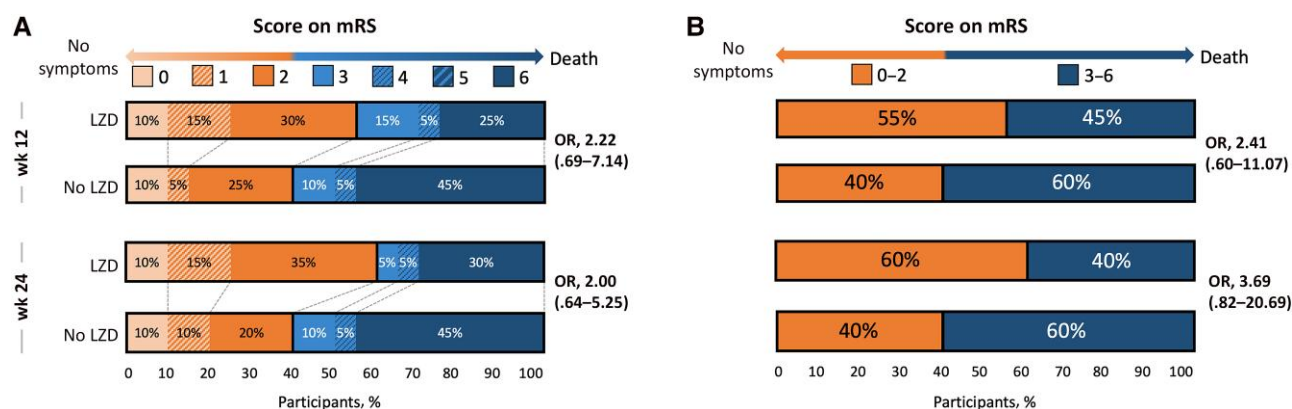 A
Score on mRS
No symptoms
Death
0 1 2 3 4 5 6
wk 12
LZD
10% 15% 30% 15% 5% 25%
OR, 2.22
(.69–7.14)
No LZD
10% 5% 25% 10% 5% 45%
wk 24
LZD
10% 15% 35% 5% 5% 30%
OR, 2.00
(.64–5.25)
No LZD
10% 10% 20% 10% 5% 45%
0 10 20 30 40 50 60 70 80 90 100
Participants, %
B
Score on mRS
No symptoms
Death
0–2 3–6
55% 45%
OR, 2.41
(.60–11.07)
40% 60%
60% 40%
OR, 3.69
(.82–20.69)
40% 60%
0 10 20 30 40 50 60 70 80 90 100
Participants, %